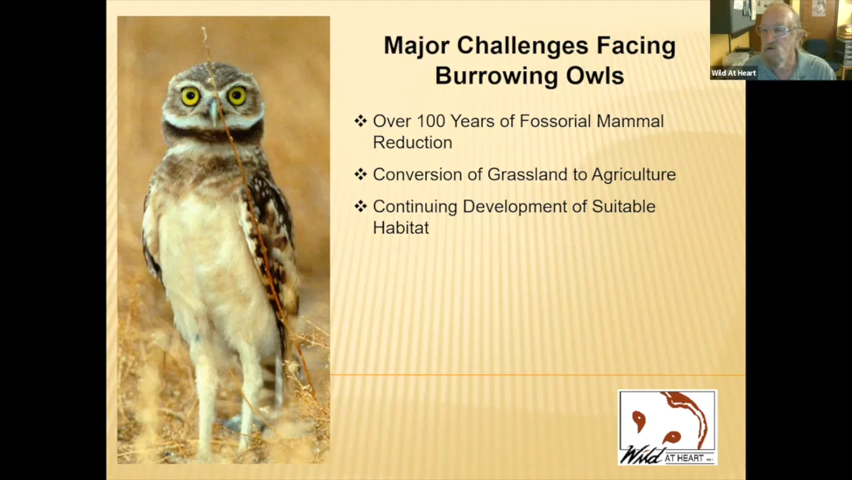 Major Challenges Facing
Burrowing Owls
Wild At Heart
❖ Over 100 Years of Fossorial Mammal
Reduction
❖ Conversion of Grassland to Agriculture
❖ Continuing Development of Suitable
Habitat
Wild AT HEART